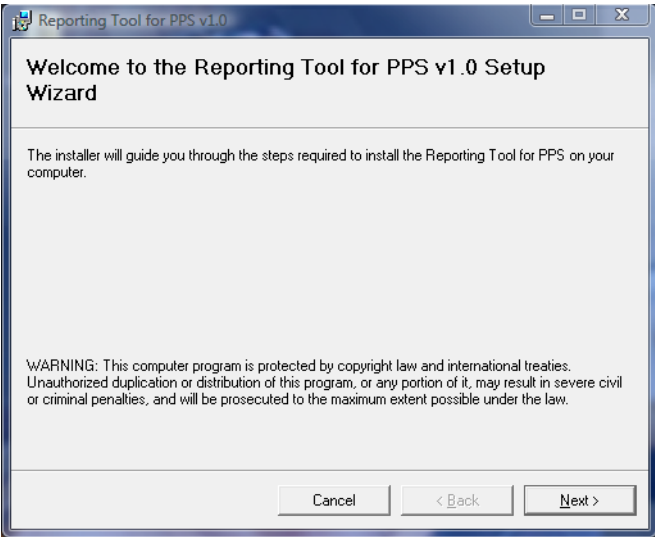 Reporting Tool for PPS v1.0
Welcome to the Reporting Tool for PPS v1.0 Setup
Wizard
The installer will guide you through the steps required to install the Reporting Tool for PPS on your
computer.
WARNING: This computer program is protected by copyright law and international treaties.
Unauthorized duplication or distribution of this program, or any portion of it, may result in severe civil
or criminal penalties, and will be prosecuted to the maximum extent possible under the law.
Cancel < Back Next >